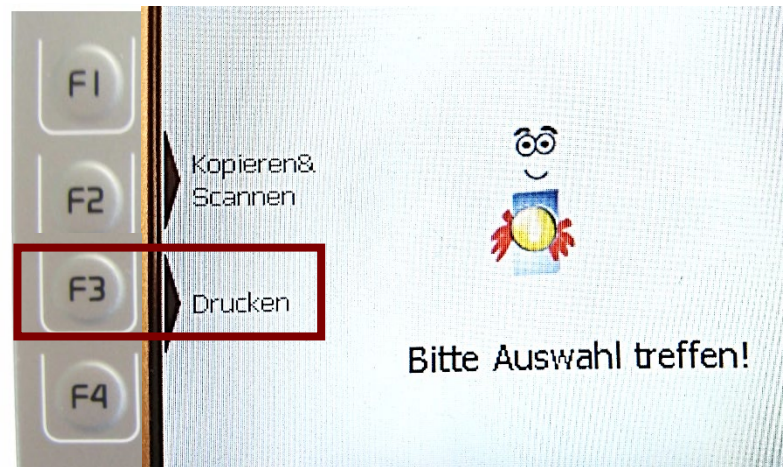 F1
Kopieren&
F2
Scannen
F3
Drucken
Bitte Auswahl treffen!
F4